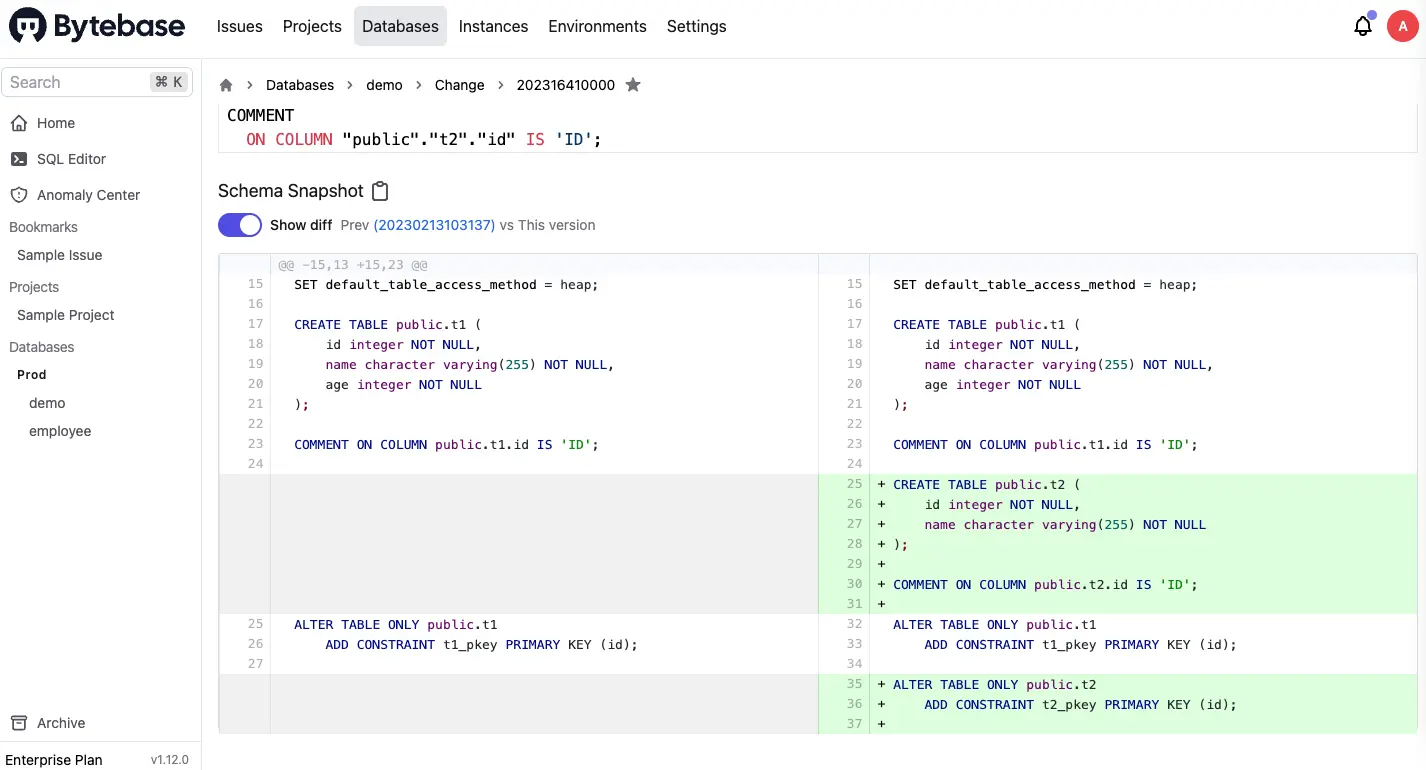 Bytebase Issues Projects Databases Instances Environments Settings A
Search ⌘ K
Home
SQL Editor
Anomaly Center
Bookmarks
Sample Issue
Projects
Sample Project
Databases
Prod
demo
employee
Archive
Enterprise Plan v1.12.0
Databases > demo > Change > 202316410000
COMMENT
ON COLUMN "public"."t2"."id" IS 'ID';
Schema Snapshot
Show diff Prev (20230213103137) vs This version
@@ -15,13 +15,23 @@
15 SET default_table_access_method = heap;
16
17 CREATE TABLE public.t1 (
18 id integer NOT NULL,
19 name character varying(255) NOT NULL,
20 age integer NOT NULL
21 );
22
23 COMMENT ON COLUMN public.t1.id IS 'ID';
24
25 ALTER TABLE ONLY public.t1
26 ADD CONSTRAINT t1_pkey PRIMARY KEY (id);
27
15 SET default_table_access_method = heap;
16
17 CREATE TABLE public.t1 (
18 id integer NOT NULL,
19 name character varying(255) NOT NULL,
20 age integer NOT NULL
21 );
22
23 COMMENT ON COLUMN public.t1.id IS 'ID';
24
25 + CREATE TABLE public.t2 (
26 + id integer NOT NULL,
27 + name character varying(255) NOT NULL
28 + );
29 +
30 + COMMENT ON COLUMN public.t2.id IS 'ID';
31 +
32 ALTER TABLE ONLY public.t1
33 ADD CONSTRAINT t1_pkey PRIMARY KEY (id);
34
35 + ALTER TABLE ONLY public.t2
36 + ADD CONSTRAINT t2_pkey PRIMARY KEY (id);
37 +